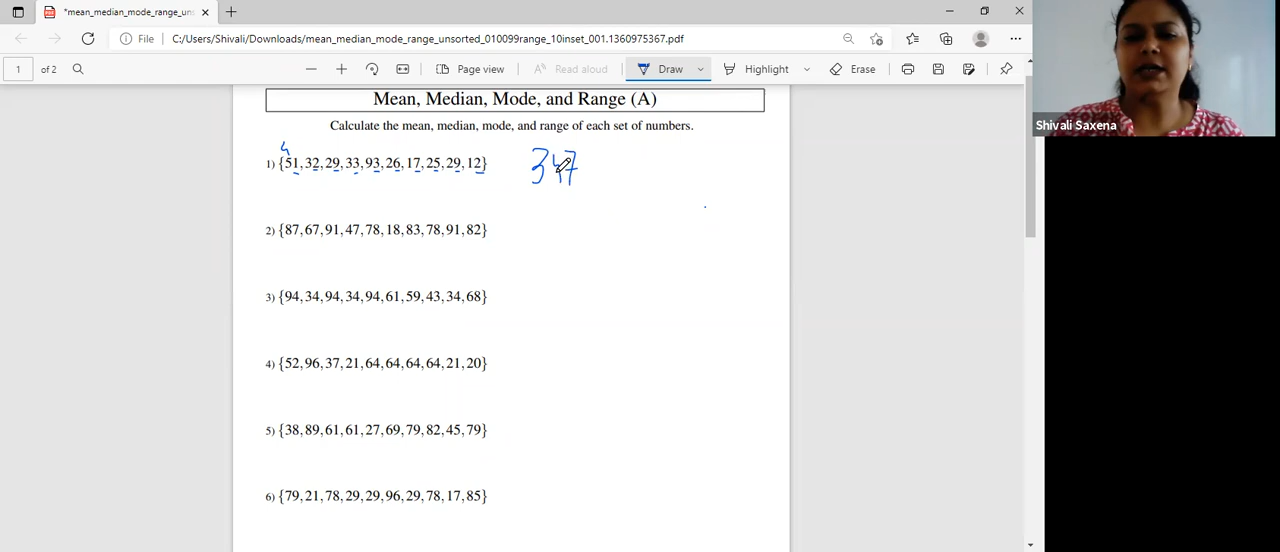 *mean_median_mode_range_uns
File
C:/Users/Shivali/Downloads/mean_median_mode_range_unsorted_010099range_10inset_001.1360975367.pdf
1 of 2
Page view
Read aloud
Draw
Highlight
Erase
Shivali Saxena
Mean, Median, Mode, and Range (A)
Calculate the mean, median, mode, and range of each set of numbers.
4
1) {51, 32, 29, 33, 93, 26, 17, 25, 29, 12} 347
2) {87, 67, 91, 47, 78, 18, 83, 78, 91, 82}
3) {94, 34, 94, 34, 94, 61, 59, 43, 34, 68}
4) {52, 96, 37, 21, 64, 64, 64, 64, 21, 20}
5) {38, 89, 61, 61, 27, 69, 79, 82, 45, 79}
6) {79, 21, 78, 29, 29, 96, 29, 78, 17, 85}